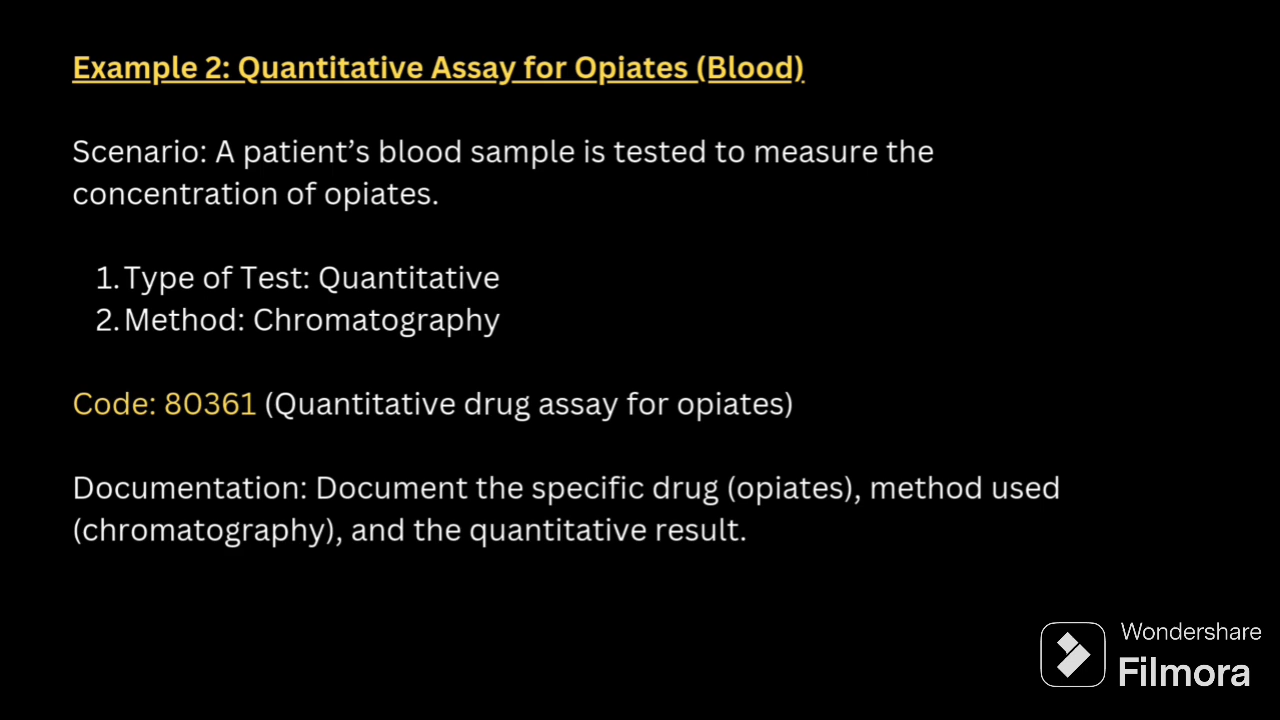 Example 2: Quantitative Assay for Opiates (Blood)
Scenario: A patient’s blood sample is tested to measure the
concentration of opiates.
1. Type of Test: Quantitative
2. Method: Chromatography
Code: 80361 (Quantitative drug assay for opiates)
Documentation: Document the specific drug (opiates), method used
(chromatography), and the quantitative result.
Wondershare
Filmora